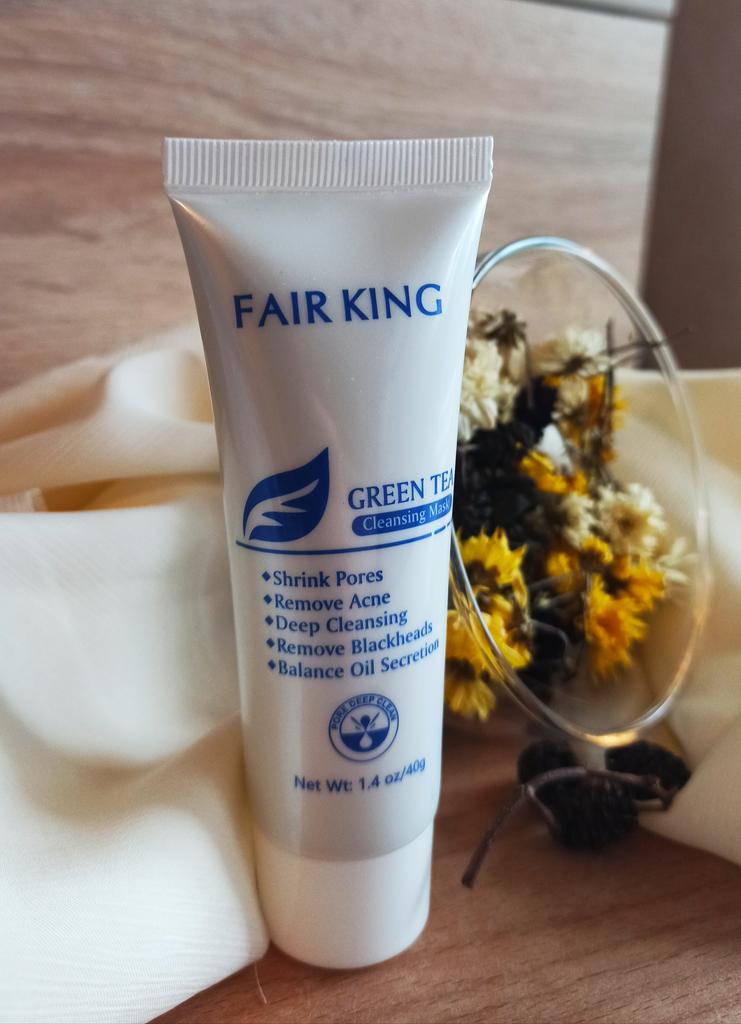 FAIR KING
GREEN TEA
Cleansing Mask
◆Shrink Pores
◆Remove Acne
◆Deep Cleansing
◆Remove Blackheads
◆Balance Oil Secretion
PORE DEEP CLEAN
Net Wt: 1.4 oz/40g